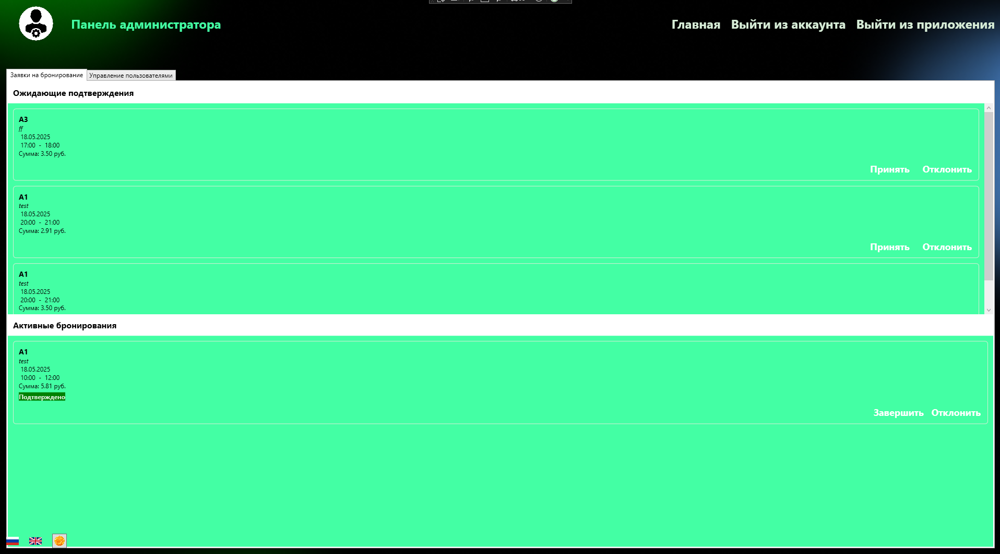 Панель администратора
Главная Выйти из аккаунта Выйти из приложения
Заявки на бронирование Управление пользователями
Ожидающие подтверждения
A3
ff
18.05.2025
17:00 - 18:00
Сумма: 3.50 руб.
Принять Отклонить
A1
test
18.05.2025
20:00 - 21:00
Сумма: 2.91 руб.
Принять Отклонить
A1
test
18.05.2025
20:00 - 21:00
Сумма: 3.50 руб.
Активные бронирования
A1
test
18.05.2025
10:00 - 12:00
Сумма: 5.81 руб.
Подтверждено
Завершить Отклонить